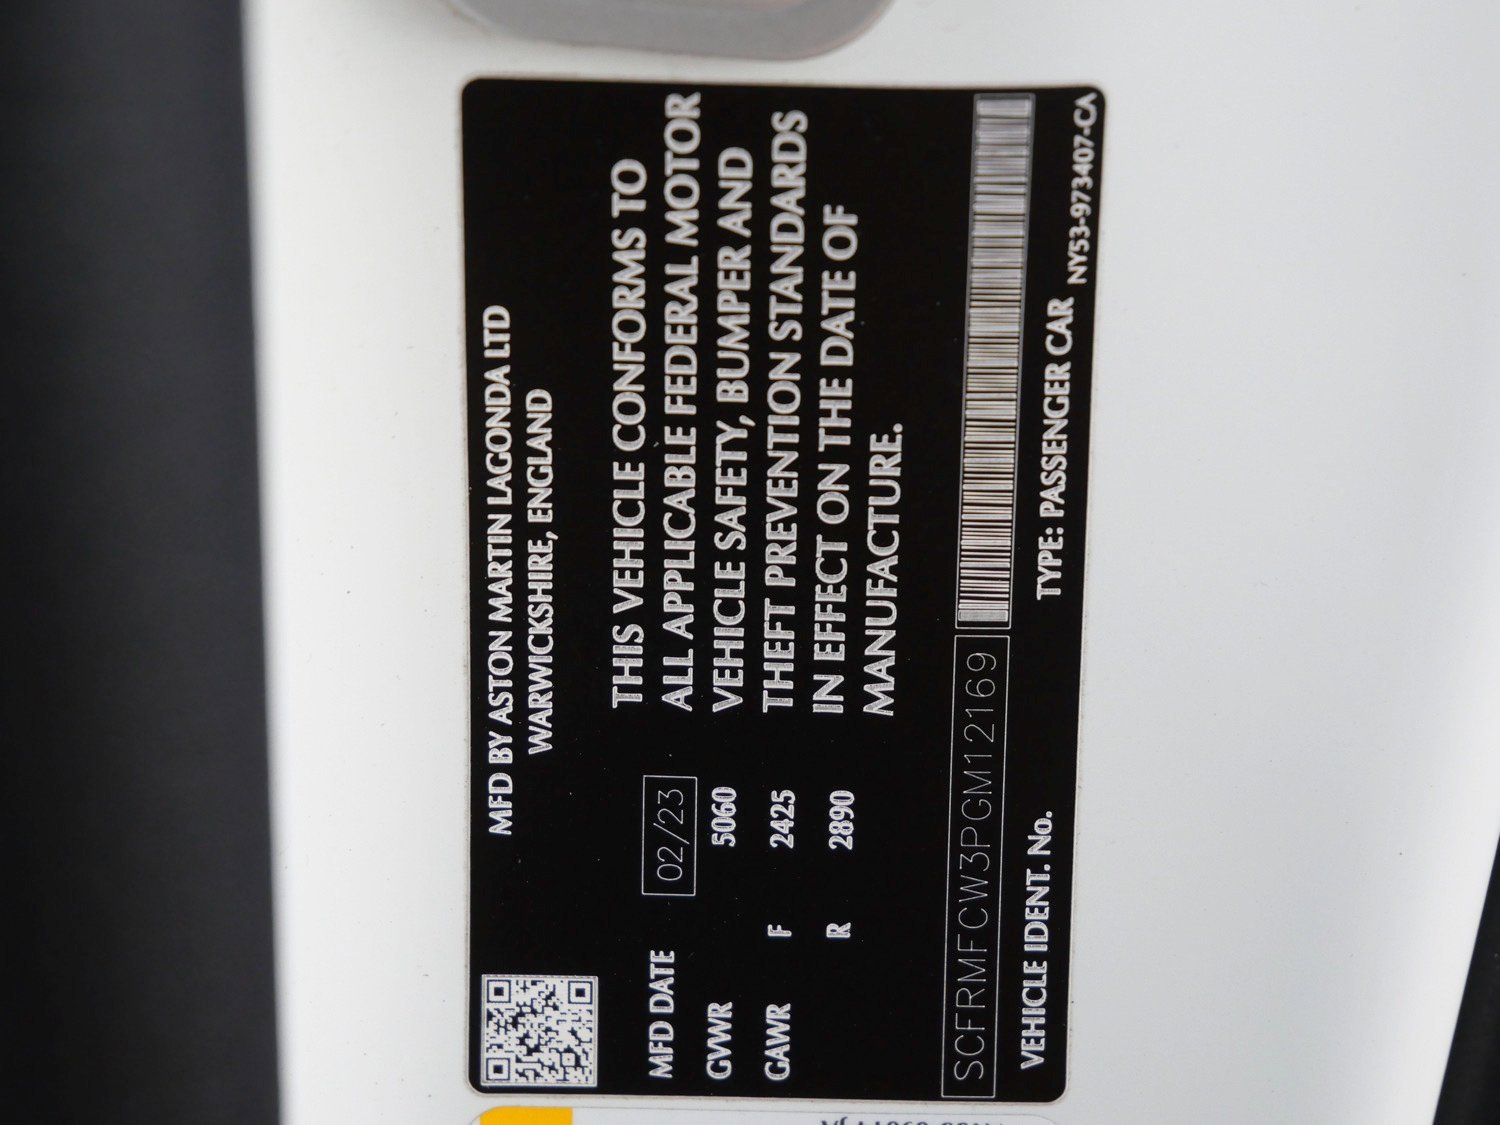 MFD BY ASTON MARTIN LAGONDA LTD
WARWICKSHIRE, ENGLAND
THIS VEHICLE CONFORMS TO
ALL APPLICABLE FEDERAL MOTOR
VEHICLE SAFETY, BUMPER AND
THEFT PREVENTION STANDARDS
IN EFFECT ON THE DATE OF
MANUFACTURE.
MFD DATE 02/23
GVWR 5060
GAWR F 2425
R 2890
SCFRMFCW3PGM12169
VEHICLE IDENT. No. TYPE: PASSENGER CAR
NY53-973407-CA